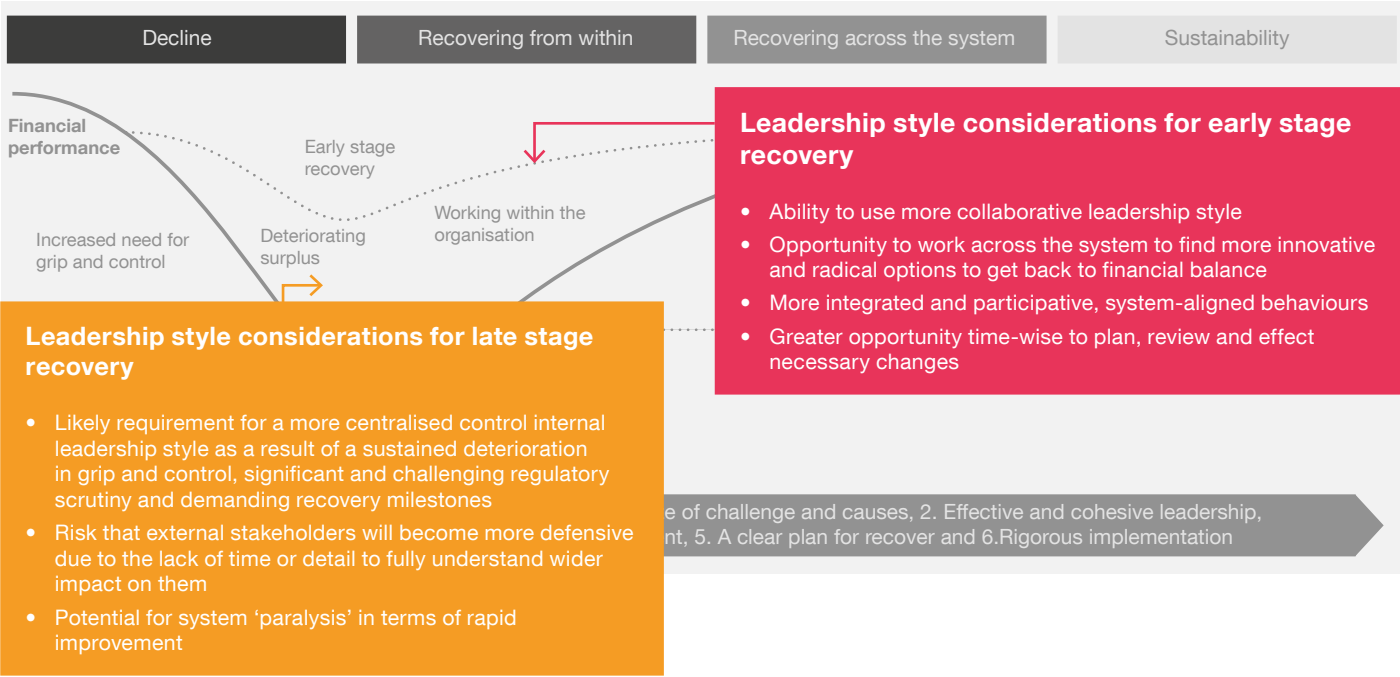 Decline
Recovering from within
Recovering across the system
Sustainability
Financial
performance
Early stage
recovery
Increased need for
grip and control
Deteriorating
surplus
Working within the
organisation
Leadership style considerations for early stage
recovery
• Ability to use more collaborative leadership style
• Opportunity to work across the system to find more innovative
and radical options to get back to financial balance
• More integrated and participative, system-aligned behaviours
• Greater opportunity time-wise to plan, review and effect
necessary changes
Leadership style considerations for late stage
recovery
• Likely requirement for a more centralised control internal
leadership style as a result of a sustained deterioration
in grip and control, significant and challenging regulatory
scrutiny and demanding recovery milestones
• Risk that external stakeholders will become more defensive
due to the lack of time or detail to fully understand wider
impact on them
• Potential for system ‘paralysis’ in terms of rapid
improvement
of challenge and causes, 2. Effective and cohesive leadership,
5. A clear plan for recover and 6.Rigorous implementation